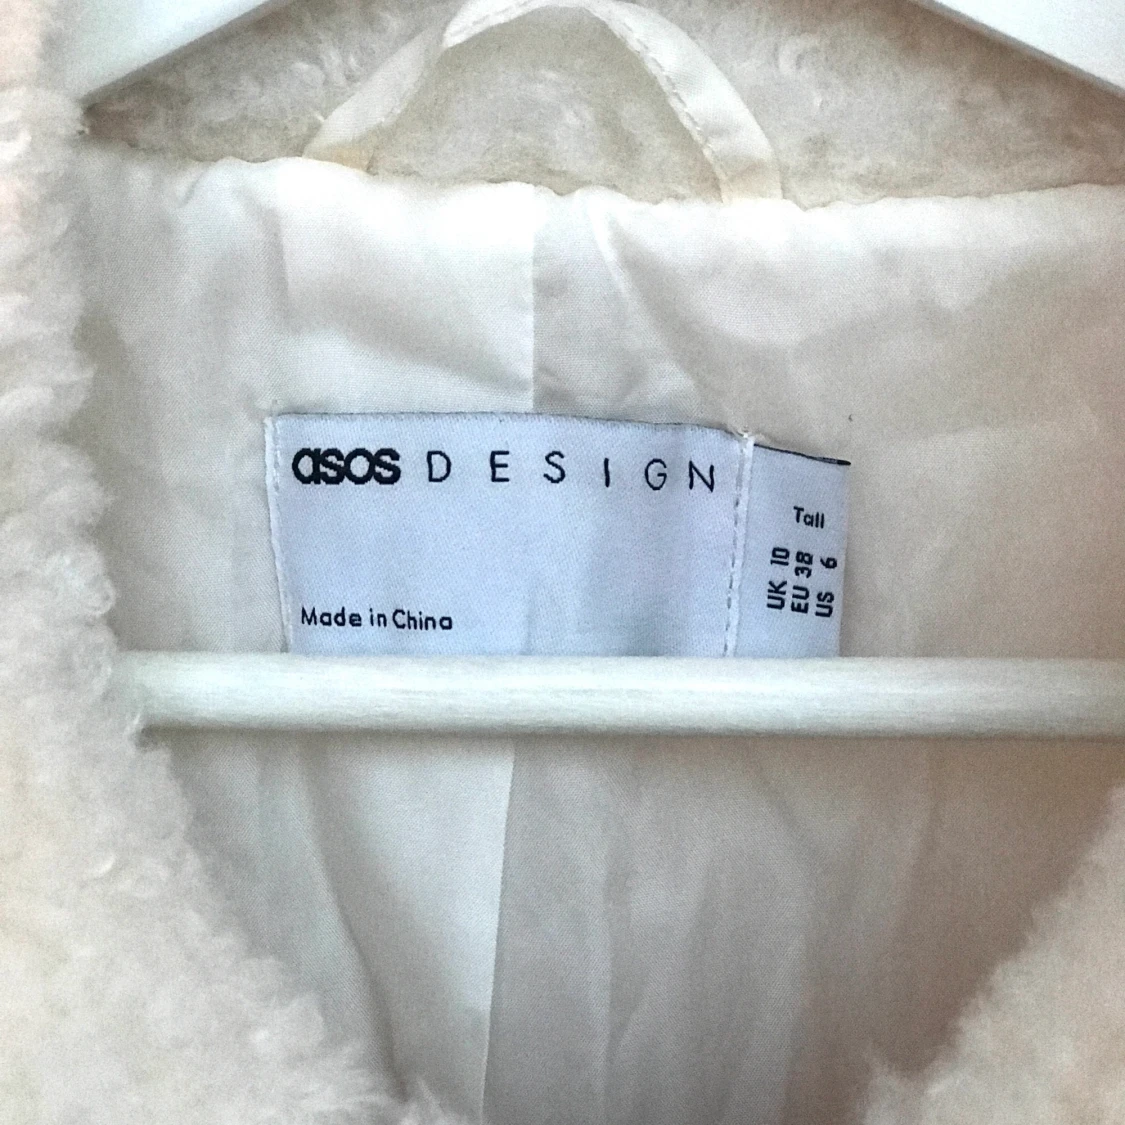 asos DESIGN
Made in China
Tall
UK 10
EU 38
US 6